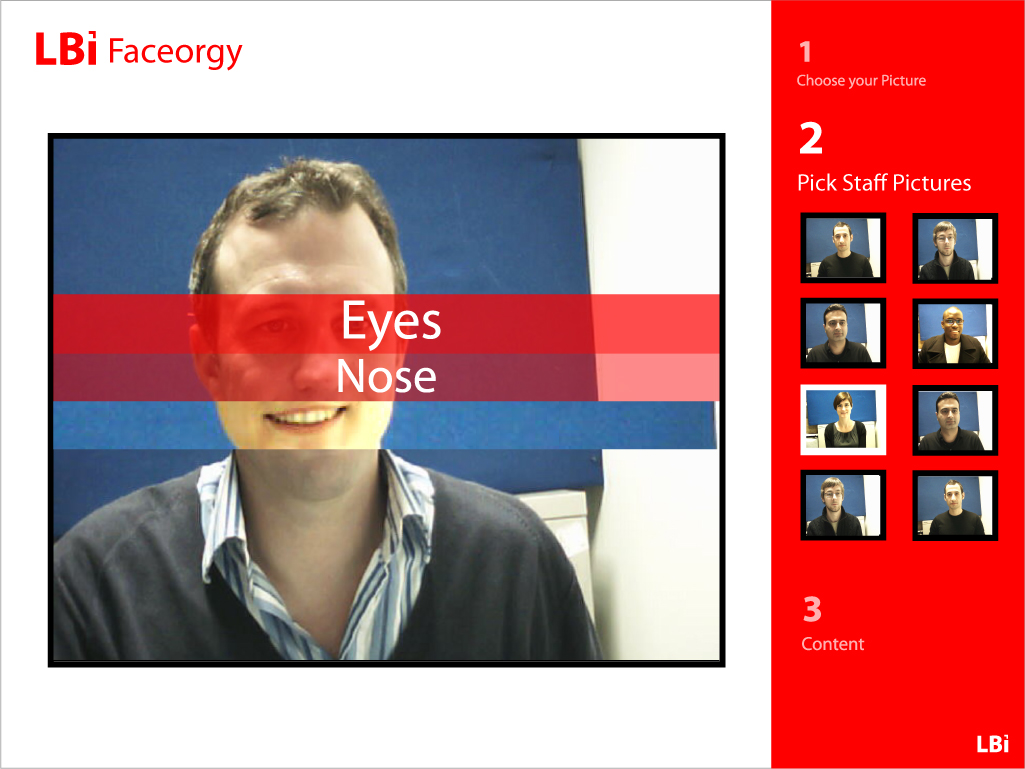 LBi Faceorgy
Eyes
Nose
1
Choose your Picture
2
Pick Staff Pictures
3
Content
LBi